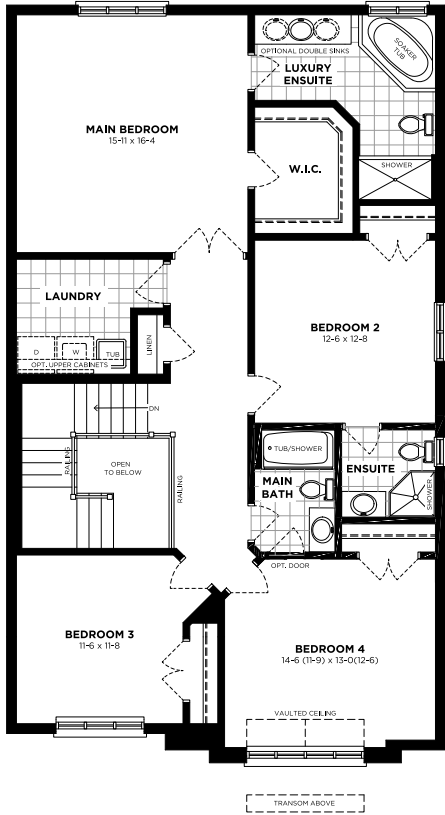 OPTIONAL DOUBLE SINKS
SOAKER
TUB
LUXURY
ENSUITE
MAIN BEDROOM
15-11 x 16-4
W.I.C.
SHOWER
LAUNDRY
BEDROOM 2
12-6 x 12-8
D
W
TUB
LINEN
OPT. UPPER CABINETS
DN
RAILING
OPEN
TO BELOW
RAILING
TUB/SHOWER
MAIN
BATH
ENSUITE
SHOWER
OPT. DOOR
BEDROOM 3
11-6 x 11-8
BEDROOM 4
14-6 (11-9) x 13-0(12-6)
VAULTED CEILING
TRANSOM ABOVE